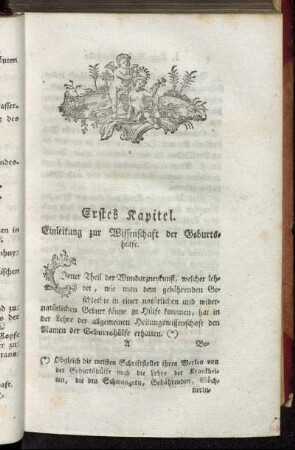 Erstes Kapitel.
Einleitung zur Wissenschaft der Geburts-
hülfe.
Jener Theil der Wundarzneykunst, welcher leh-
ret, wie man dem gebährenden Ge-
schlechte in einer natürlichen und wider-
natürlichen Geburt könne zu Hülfe kommen, hat in
der Lehre der allgemeinen Heilungswissenschaft den
Namen der Geburtshülfe erhalten. (*)
A Be-
(*) Obgleich die meisten Schriftsteller ihren Werken von
der Geburtshülfe auch die Lehre der Krankhei-
ten, die den Schwangern, Gebährenden, Wöch-
nerin-